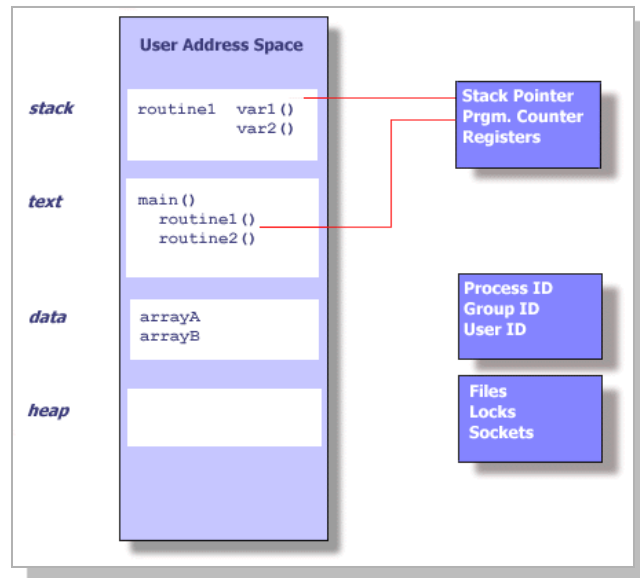 User Address Space
stack
routine1 var1()
var2()
text
main()
routine1()
routine2()
data
arrayA
arrayB
heap
Stack Pointer
Prgm. Counter
Registers
Process ID
Group ID
User ID
Files
Locks
Sockets